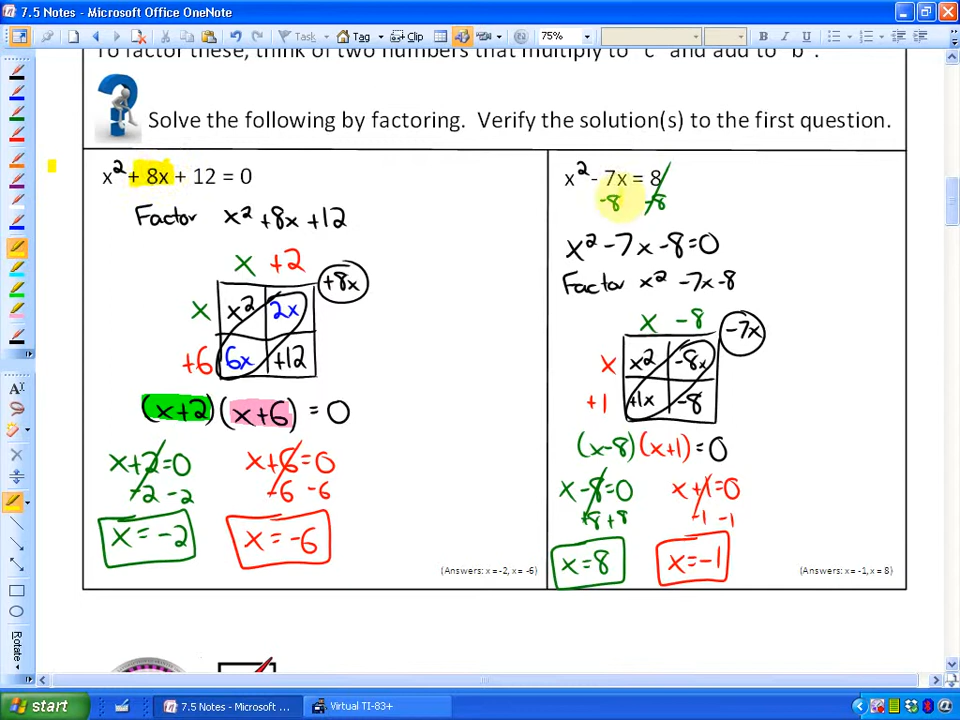 7.5 Notes - Microsoft Office OneNote
Tag Clip 75% Task B I U
To factor these, think of two numbers that multiply to "c" and add to "b".
Solve the following by factoring. Verify the solution(s) to the first question.
x² + 8x + 12 = 0
Factor x² +8x +12
x +2
+8x
x x² 2x
+6 6x +12
(x+2)(x+6) = 0
x+2=0 x+6=0
-2 -2 -6 -6
x = -2 x = -6
(Answers: x = -2, x = -6)
x² - 7x = 8
-8 -8
x² -7x -8=0
Factor x² -7x -8
x -8
-7x
x x² -8x
+1 +1x -8
(x-8)(x+1)=0
x-8=0 x+1=0
+8 +8 -1 -1
x=8 x=-1
(Answers: x = -1, x = 8)
Rotate
start 7.5 Notes - Microsoft ... Virtual TI-83+